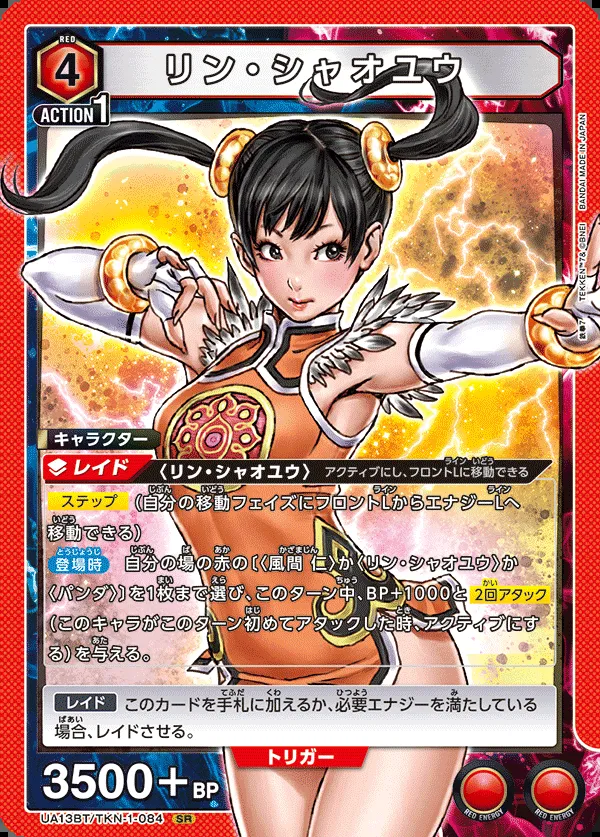 RED
4
リン・シャオユウ
ACTION 1
鉄拳7 TEKKEN™7& ©BNEI BANDAI MADE IN JAPAN
キャラクター
レイド 〈リン・シャオユウ〉 アクティブにし、フロントLに移動できる
ステップ (自分の移動フェイズにフロントLからエナジーLへ
移動できる)
登場時 自分の場の赤の[〈風間 仁〉か〈リン・シャオユウ〉か
〈パンダ〉]を1枚まで選び、このターン中、BP+1000と 2回アタック
(このキャラがこのターン初めてアタックした時、アクティブにす
る)を与える。
レイド このカードを手札に加えるか、必要エナジーを満たしている
場合、レイドさせる。
トリガー
3500+ BP
RED ENERGY RED ENERGY
UA13BT/TKN-1-084 SR